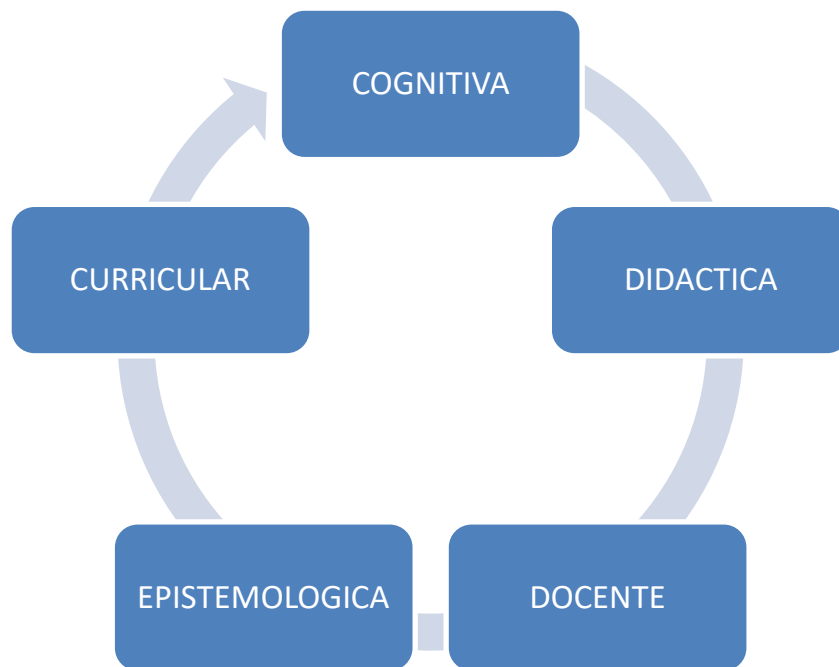 COGNITIVA
DIDACTICA
DOCENTE
EPISTEMOLOGICA
CURRICULAR